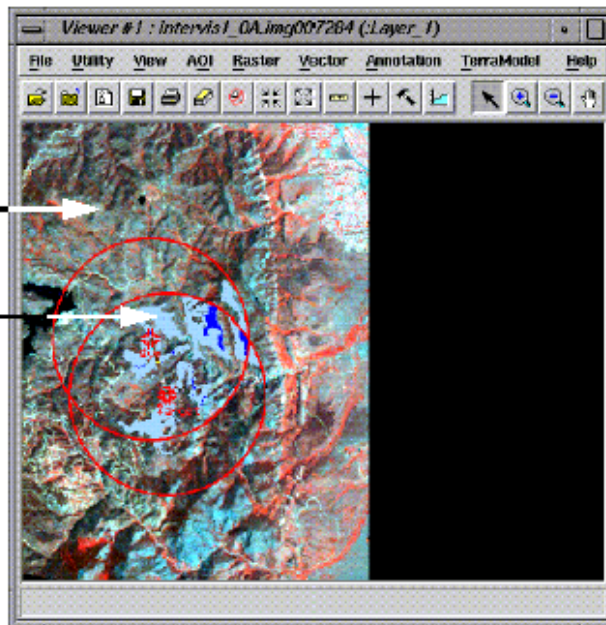 Viewer #1 : intervis1_0A.img007284 (:Layer_1)
File Utility View AOI Raster Vector Annotation TerraModel Help